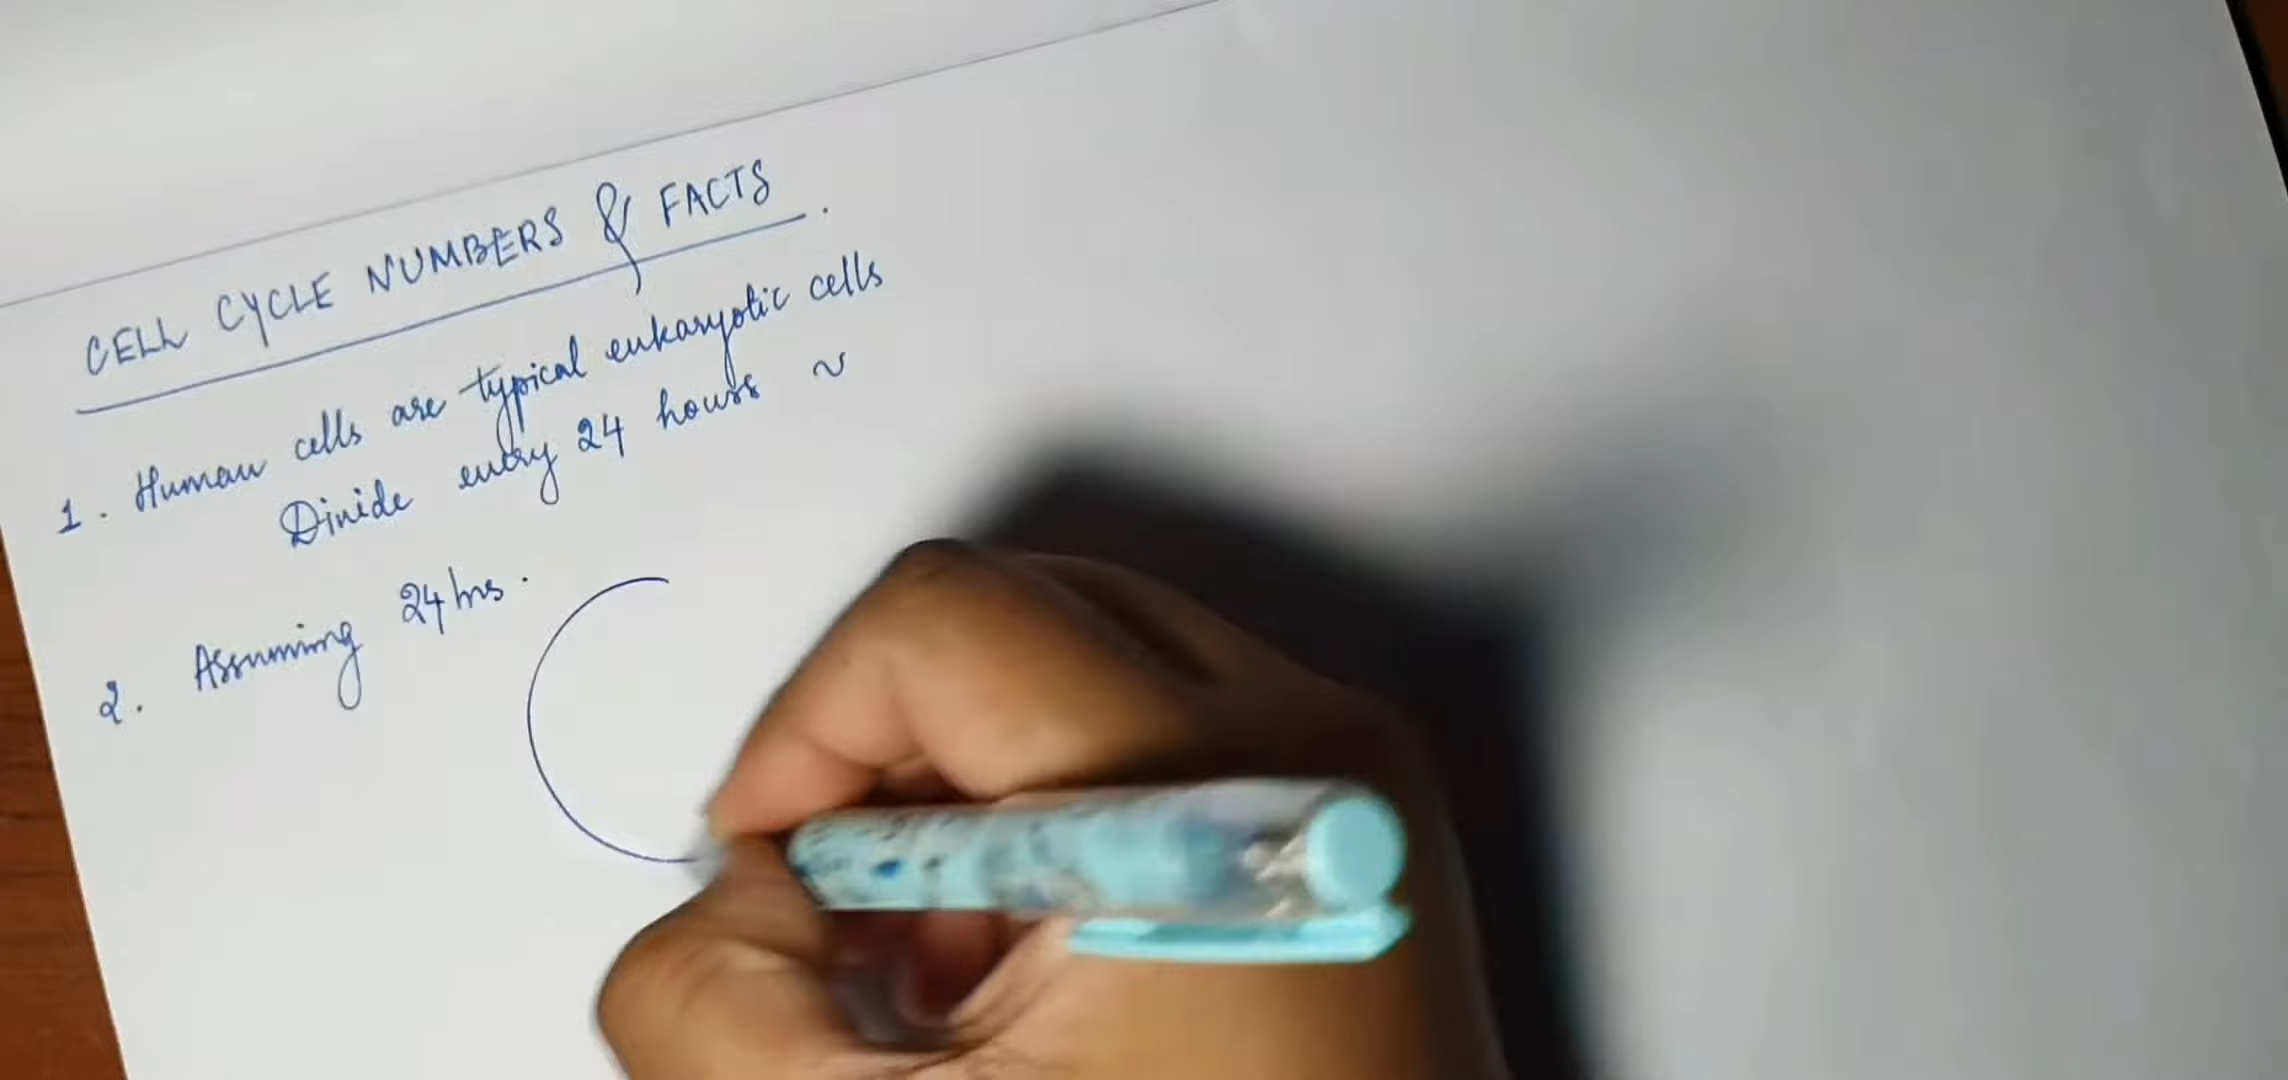 CELL CYCLE NUMBERS & FACTS.
1. Human cells are typical eukaryotic cells
Divide every 24 hours ~
2. Assuming 24 hrs.